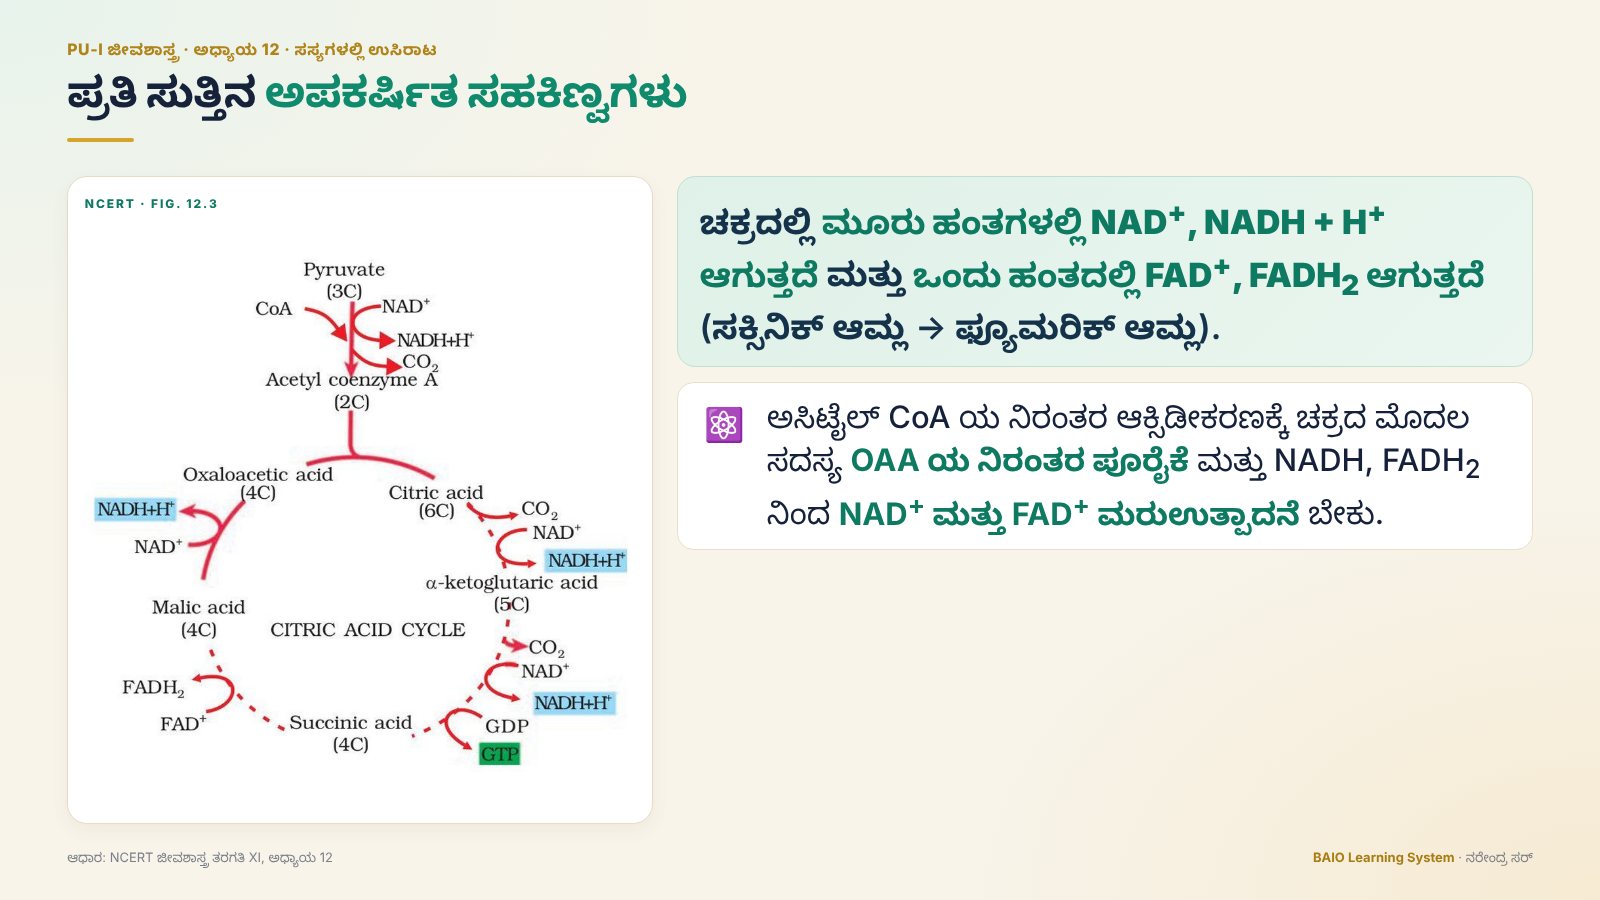 PU-I ಜೀವಶಾಸ್ತ್ರ · ಅಧ್ಯಾಯ 12 · ಸಸ್ಯಗಳಲ್ಲಿ ಉಸಿರಾಟ
ಪ್ರತಿ ಸುತ್ತಿನ ಅಪಕರ್ಷಿತ ಸಹಕಿಣ್ವಗಳು
NCERT · FIG. 12.3
Pyruvate
(3C)
CoA
NAD⁺
NADH+H⁺
CO₂
Acetyl coenzyme A
(2C)
Oxaloacetic acid
(4C)
Citric acid
(6C)
NADH+H⁺
CO₂
NAD⁺
NAD⁺
NADH+H⁺
α-ketoglutaric acid
(5C)
Malic acid
(4C)
CITRIC ACID CYCLE
CO₂
NAD⁺
FADH₂
NADH+H⁺
FAD⁺
Succinic acid
(4C)
GDP
GTP
ಚಕ್ರದಲ್ಲಿ ಮೂರು ಹಂತಗಳಲ್ಲಿ NAD⁺, NADH + H⁺
ಆಗುತ್ತದೆ ಮತ್ತು ಒಂದು ಹಂತದಲ್ಲಿ FAD⁺, FADH₂ ಆಗುತ್ತದೆ
(ಸಕ್ಸಿನಿಕ್ ಆಮ್ಲ → ಫ್ಯೂಮರಿಕ್ ಆಮ್ಲ).
ಅಸಿಟೈಲ್ CoA ಯ ನಿರಂತರ ಆಕ್ಸಿಡೀಕರಣಕ್ಕೆ ಚಕ್ರದ ಮೊದಲ
ಸದಸ್ಯ OAA ಯ ನಿರಂತರ ಪೂರೈಕೆ ಮತ್ತು NADH, FADH₂
ನಿಂದ NAD⁺ ಮತ್ತು FAD⁺ ಮರುಉತ್ಪಾದನೆ ಬೇಕು.
ಆಧಾರ: NCERT ಜೀವಶಾಸ್ತ್ರ ತರಗತಿ XI, ಅಧ್ಯಾಯ 12
BAIO Learning System · ನರೇಂದ್ರ ಸರ್